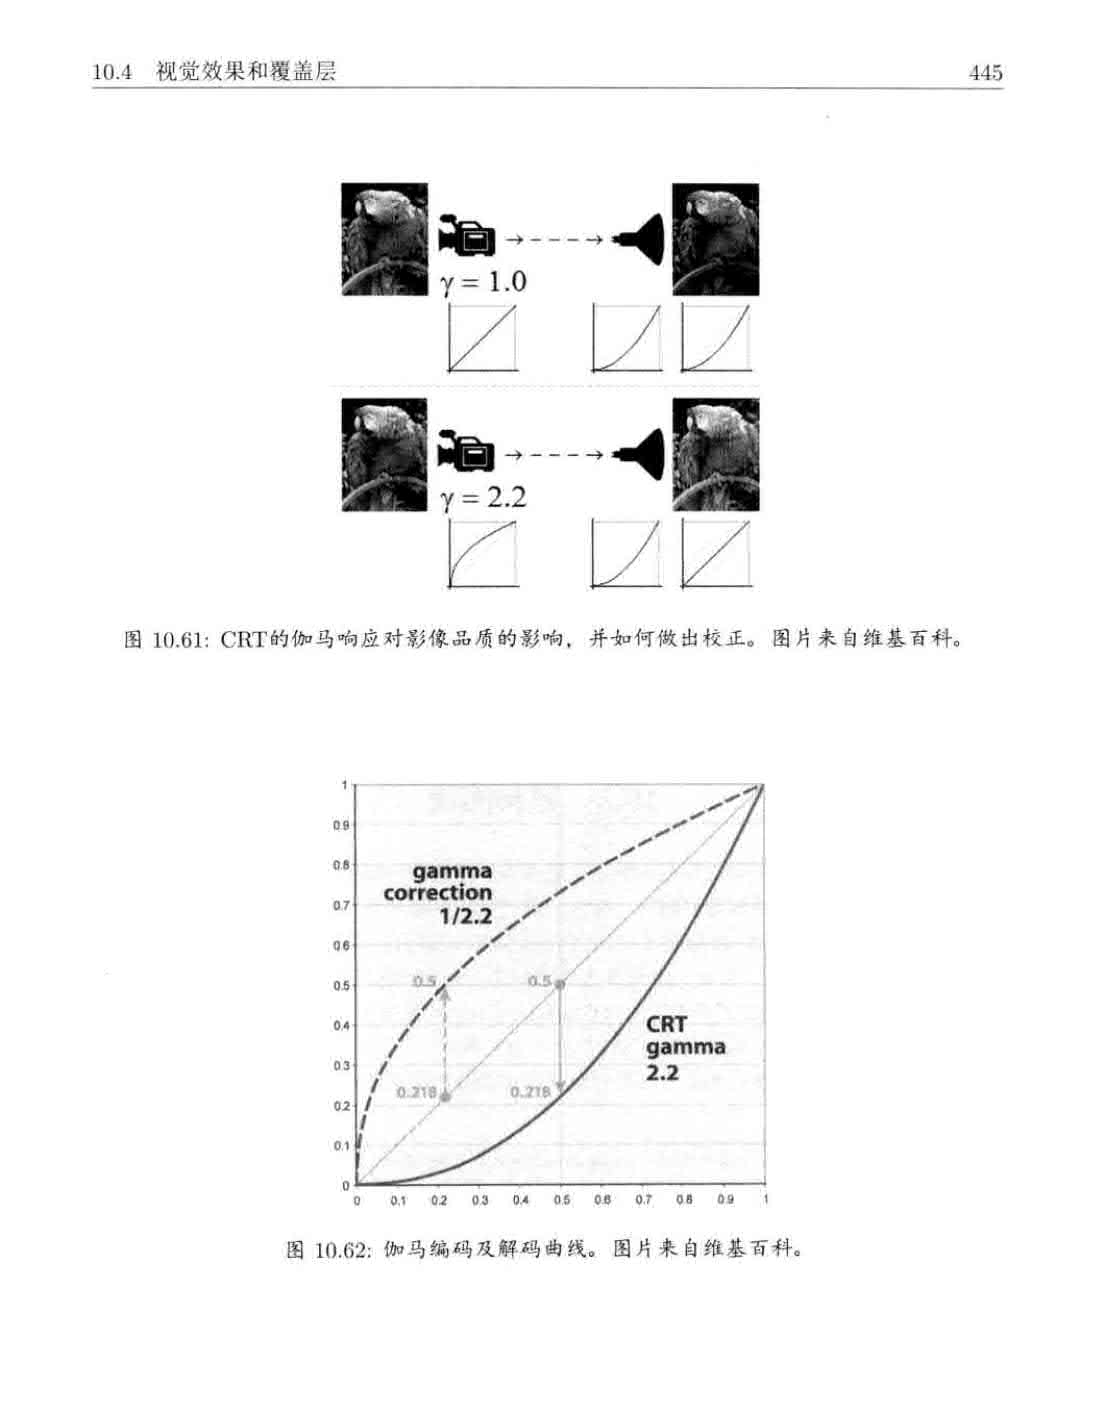 10.4 视觉效果和覆盖层 445
γ = 1.0
γ = 2.2
图 10.61: CRT的伽马响应对影像品质的影响，并如何做出校正。图片来自维基百科。
1
0.9
0.8
gamma
correction
0.7
1/2.2
0.6
0.5
0.5
0.5
0.4
CRT
gamma
2.2
0.3
0.218
0.218
0.2
0.1
0
0 0.1 0.2 0.3 0.4 0.5 0.6 0.7 0.8 0.9 1
图 10.62: 伽马编码及解码曲线。图片来自维基百科。